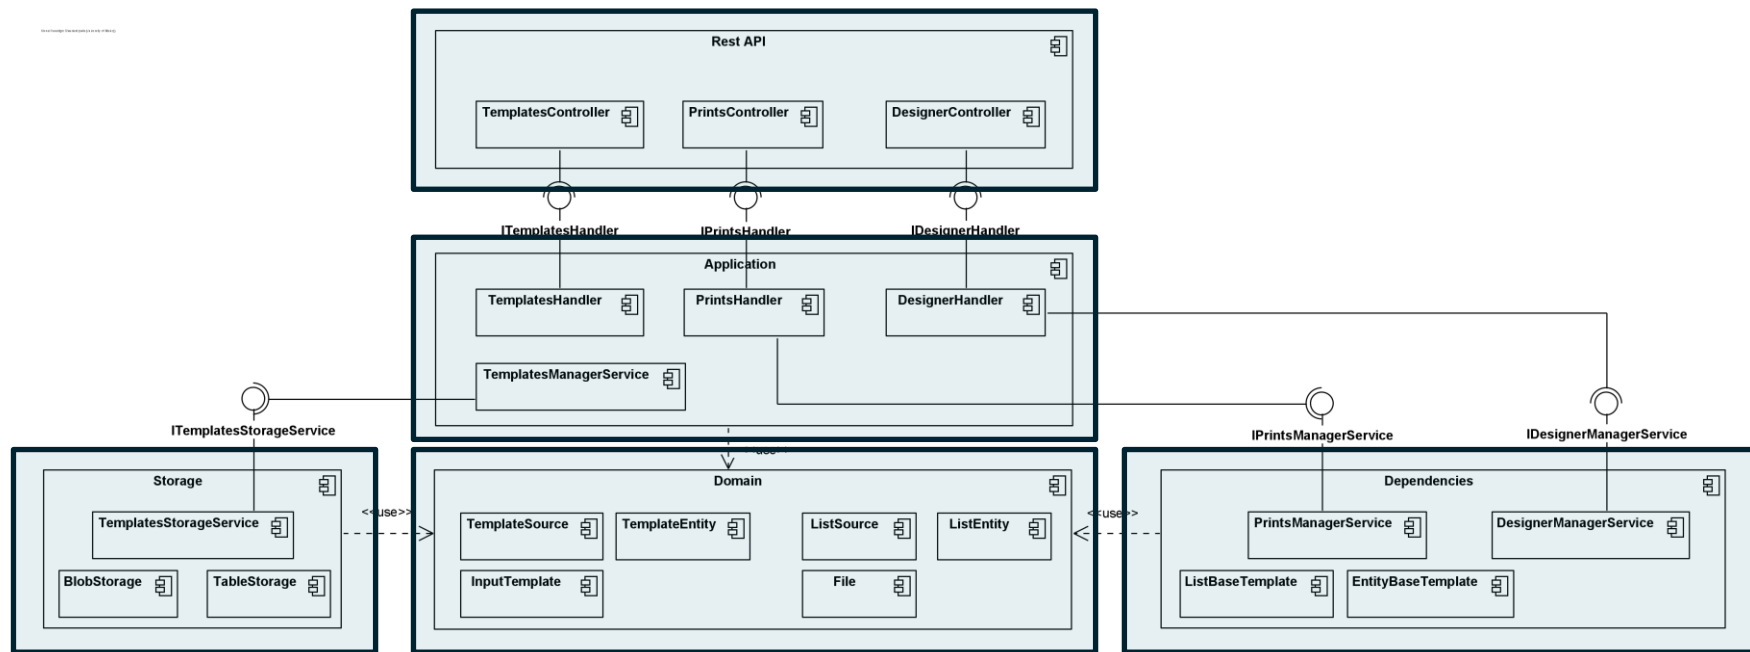 Rest API
TemplatesController
PrintsController
DesignerController
ITemplatesHandler
IPrintsHandler
IDesignerHandler
Application
TemplatesHandler
PrintsHandler
DesignerHandler
TemplatesManagerService
ITemplatesStorageService
IPrintsManagerService
IDesignerManagerService
<<use>>
Storage
Domain
Dependencies
TemplatesStorageService
<<use>>
TemplateSource
TemplateEntity
ListSource
ListEntity
<<use>>
PrintsManagerService
DesignerManagerService
BlobStorage
TableStorage
InputTemplate
File
ListBaseTemplate
EntityBaseTemplate